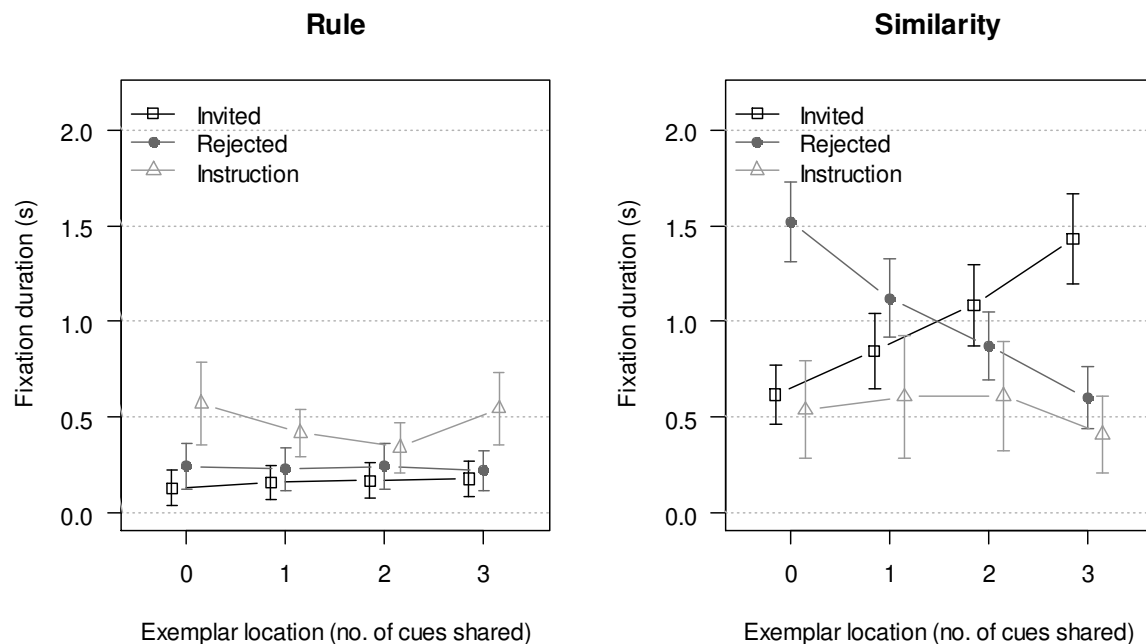 Rule
Invited
Rejected
Instruction
2.0
1.5
1.0
0.5
0.0
Fixation duration (s)
0 1 2 3
Exemplar location (no. of cues shared)
Similarity
Invited
Rejected
Instruction
2.0
1.5
1.0
0.5
0.0
Fixation duration (s)
0 1 2 3
Exemplar location (no. of cues shared)